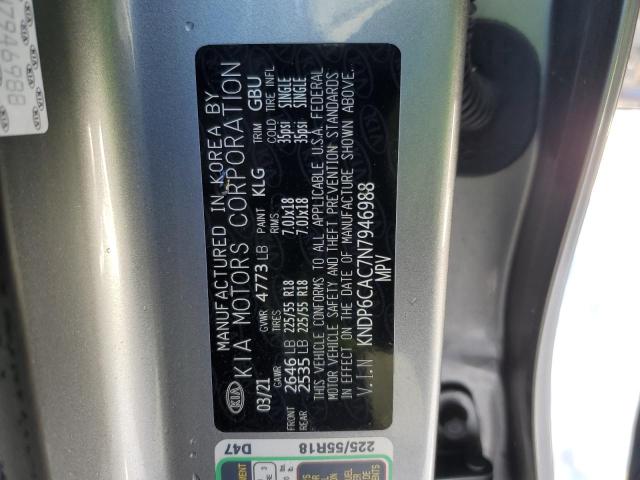 MANUFACTURED IN KOREA BY
KIA KIA MOTORS CORPORATION
03/21 GVWR 4773 LB PAINT KLG TRIM GBU
GAWR TIRES RIMS COLD TIRE INFL
FRONT 2646 LB 225/55 R18 7.0Jx18 35psi SINGLE
REAR 2535 LB 225/55 R18 7.0Jx18 35psi SINGLE
THIS VEHICLE CONFORMS TO ALL APPLICABLE U.S.A. FEDERAL
MOTOR VEHICLE SAFETY AND THEFT PREVENTION STANDARDS
IN EFFECT ON THE DATE OF MANUFACTURE SHOWN ABOVE.
V.I.N KNDP6CAC7N7946988
MPV
D47
225/55R18
N7946988